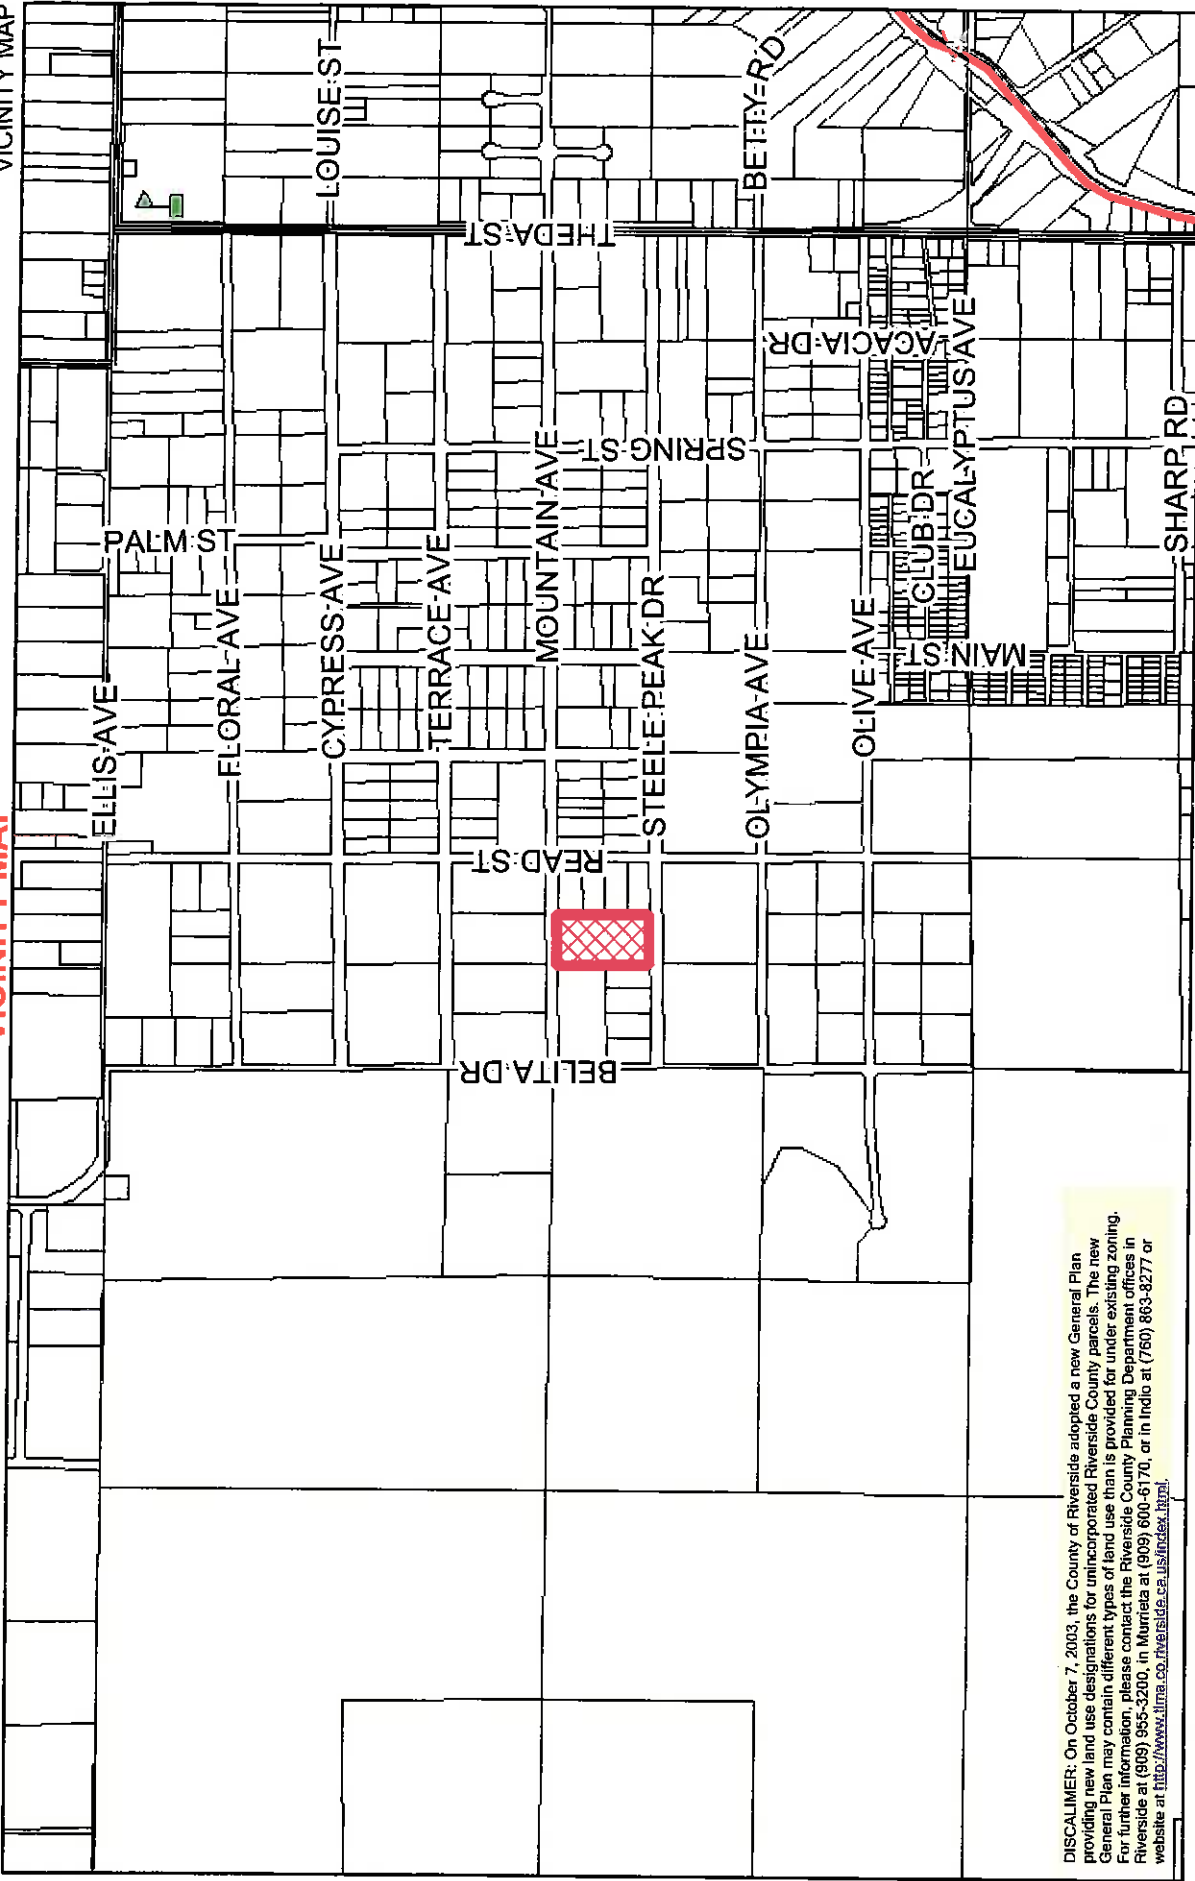 VICINITY MAP
VICINITY MAP
ELLIS AVE
PALM ST
FLORAL AVE
LOUISE ST
CYPRESS AVE
TERRACE AVE
THEDA ST
READ ST
MOUNTAIN AVE
BELITA DR
SPRING ST
STEELE PEAK DR
BETTY RD
OLYMPIA AVE
ACACIA DR
OLIVE AVE
CLUB DR
EUCALYPTUS AVE
MAIN ST
SHARP RD
DISCALIMER: On October 7, 2003, the County of Riverside adopted a new General Plan
providing new land use designations for unincorporated Riverside County parcels. The new
General Plan may contain different types of land use than is provided for under existing zoning.
For further information, please contact the Riverside County Planning Department offices in
Riverside at (909) 955-3200, in Murrieta at (909) 600-6170, or in Indio at (760) 863-8277 or
website at http://www.tlma.co.riverside.ca.us/index.html.